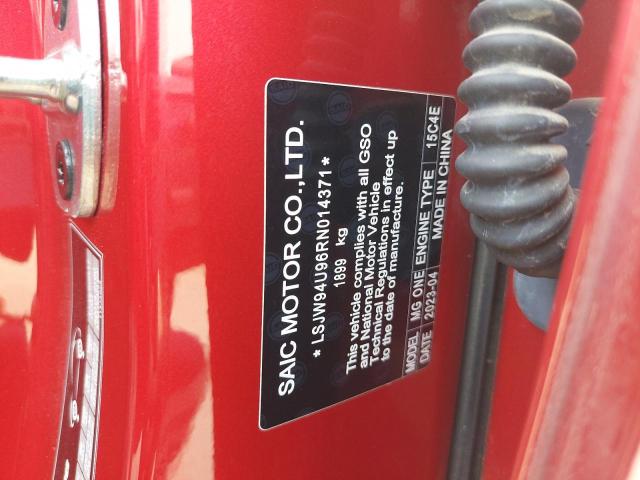 SAIC MOTOR CO.,LTD.
* LSJW94U96RN014371 *
1899 kg
This vehicle complies with all GSO
and National Motor Vehicle
Technical Regulations in effect up
to the date of manufacture.
MODEL MG ONE ENGINE TYPE 15C4E
DATE 2023-04 MADE IN CHINA